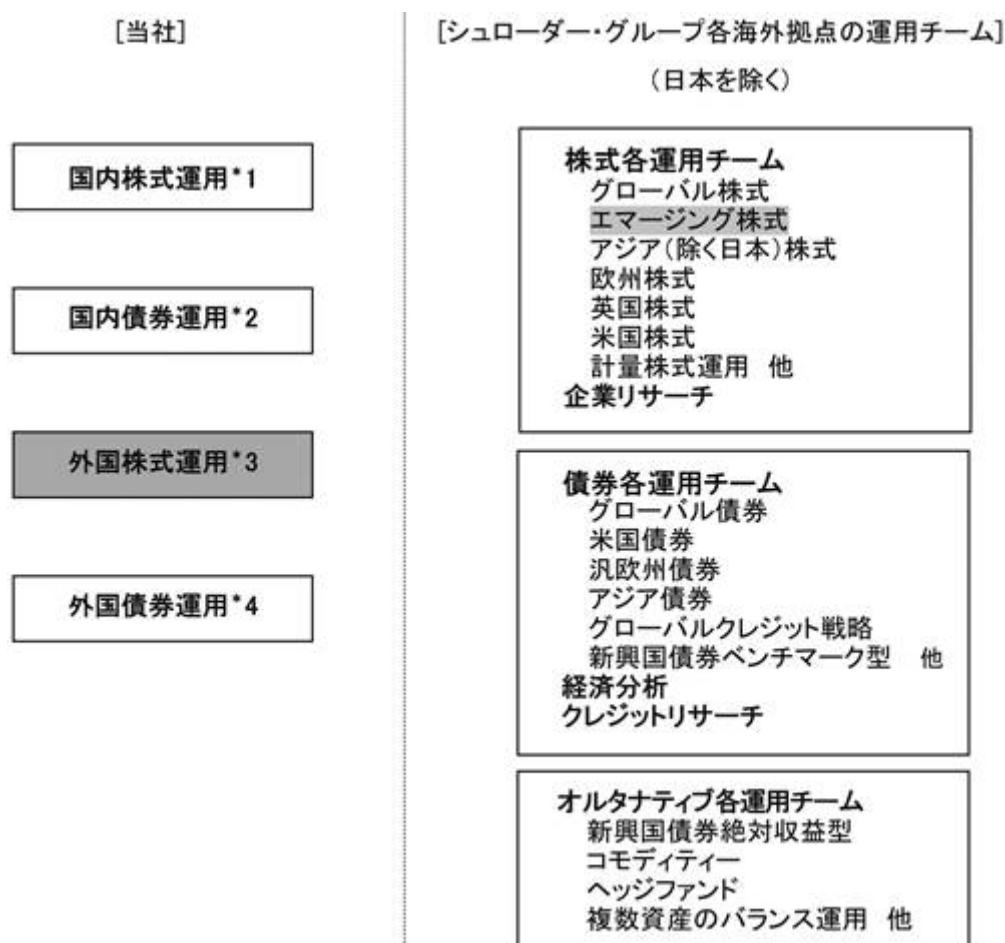 [当社]
国内株式運用*1
国内債券運用*2
外国株式運用*3
外国債券運用*4
[シュローダー・グループ各海外拠点の運用チーム]
(日本を除く)
株式各運用チーム
グローバル株式
エマージング株式
アジア(除く日本)株式
欧州株式
英国株式
米国株式
計量株式運用 他
企業リサーチ
債券各運用チーム
グローバル債券
米国債券
汎欧州債券
アジア債券
グローバルクレジット戦略
新興国債券ベンチマーク型 他
経済分析
クレジットリサーチ
オルタナティブ各運用チーム
新興国債券絶対収益型
コモディティー
ヘッジファンド
複数資産のバランス運用 他